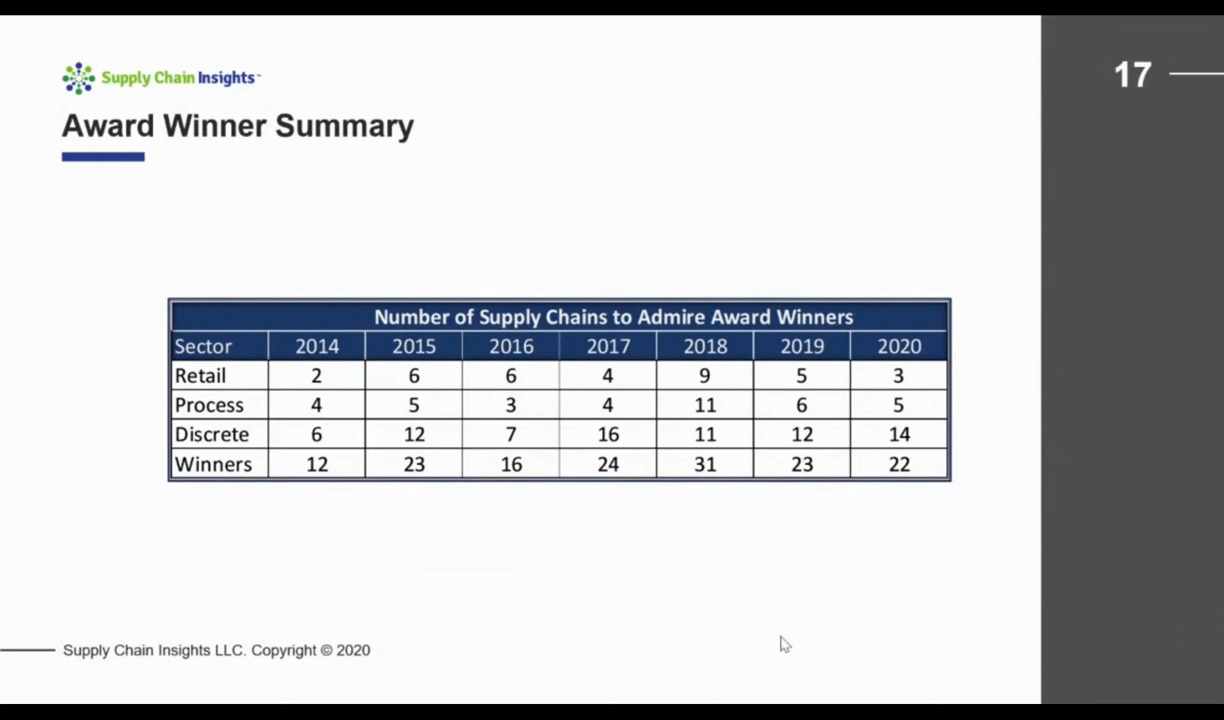 17
Supply Chain Insights™
Award Winner Summary
Number of Supply Chains to Admire Award Winners
Sector 2014 2015 2016 2017 2018 2019 2020
Retail 2 6 6 4 9 5 3
Process 4 5 3 4 11 6 5
Discrete 6 12 7 16 11 12 14
Winners 12 23 16 24 31 23 22
Supply Chain Insights LLC. Copyright © 2020